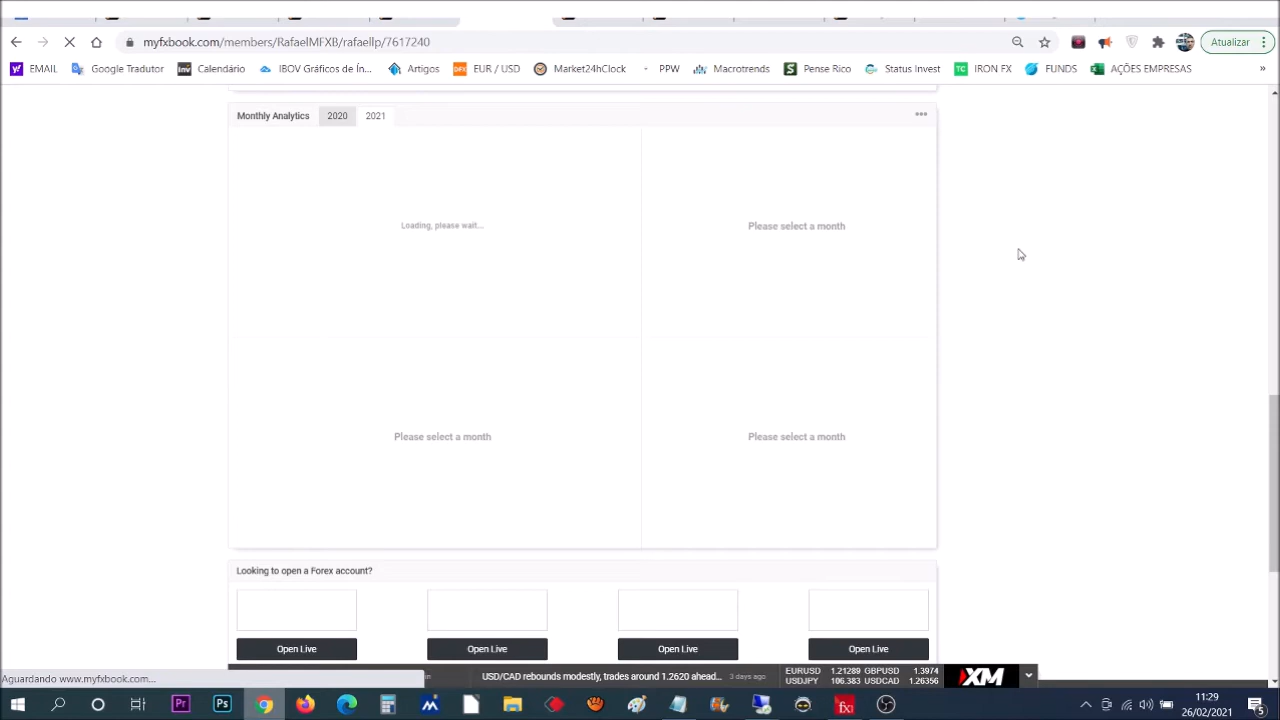 myfxbook.com/members/RafaelMFXB/rafhello/7617240
Atualizar
EMAIL Google Tradutor Calendário IBOV Gráficos de Ín... Artigos EUR / USD Market24hClock PPW Macrotrends Pense Rico Status Invest IRON FX FUNDS AÇÕES EMPRESAS »
Monthly Analytics 2020 2021
Loading, please wait...
Please select a month
Please select a month
Please select a month
Looking to open a Forex account?
Open Live Open Live Open Live Open Live
Aguardando www.myfxbook.com...
USD/CAD rebounds modestly, trades around 1.2620 ahead... 3 days ago
EURUSD 1.21289 GBPUSD 1.3974
USDJPY 106.383 USDCAD 1.26356
XM
11:29
26/02/2021
5